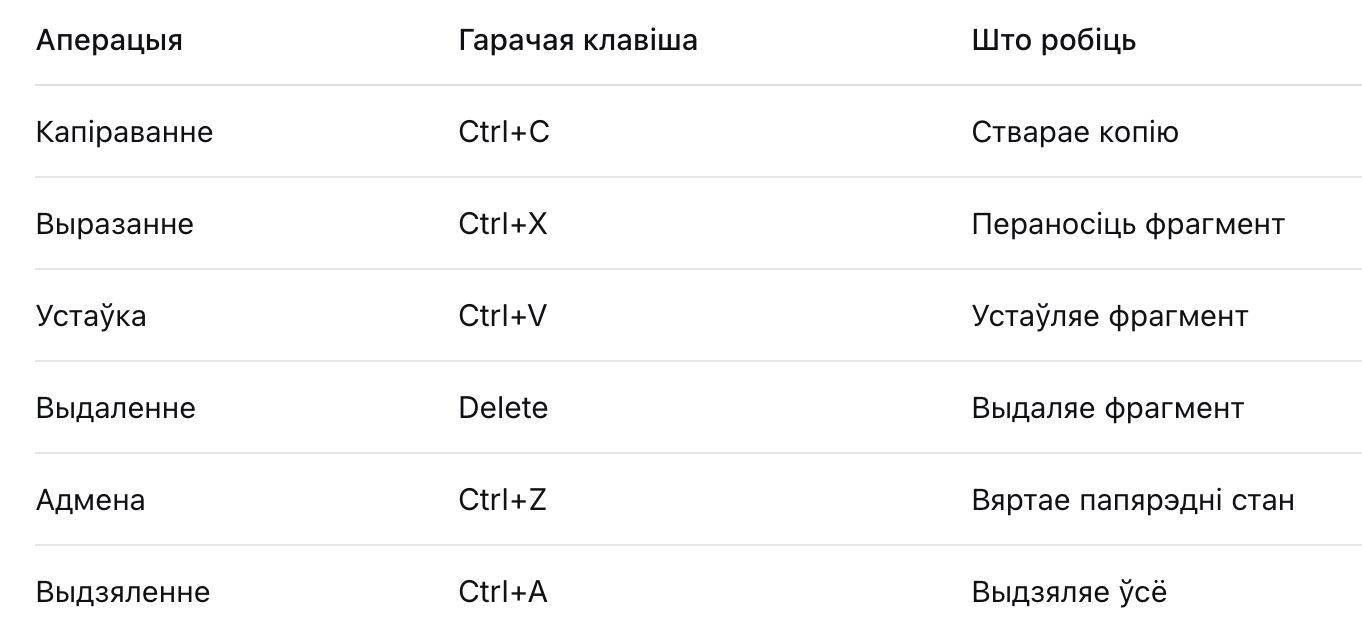 Аперацыя Гарачая клавіша Што робіць
Капіраванне Ctrl+C Стварае копію
Выразанне Ctrl+X Пераносіць фрагмент
Устаўка Ctrl+V Устаўляе фрагмент
Выдаленне Delete Выдаляе фрагмент
Адмена Ctrl+Z Вяртае папярэдні стан
Выдзяленне Ctrl+A Выдзяляе ўсё